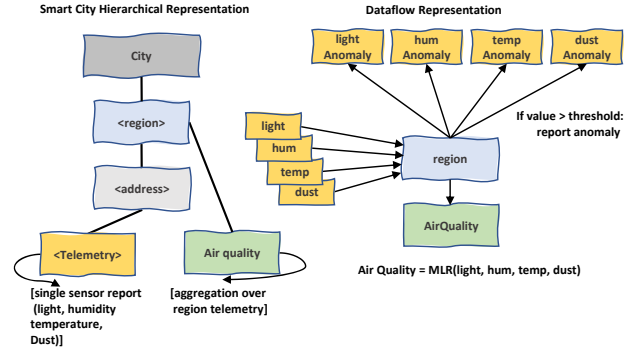 Smart City Hierarchical Representation
City
<region>
<address>
<Telemetry>
Air quality
[single sensor report
(light, humidity
temperature,
Dust)]
[aggregation over
region telemetry]
Dataflow Representation
light
Anomaly
hum
Anomaly
temp
Anomaly
dust
Anomaly
If value > threshold:
report anomaly
light
hum
temp
dust
region
AirQuality
Air Quality = MLR(light, hum, temp, dust)